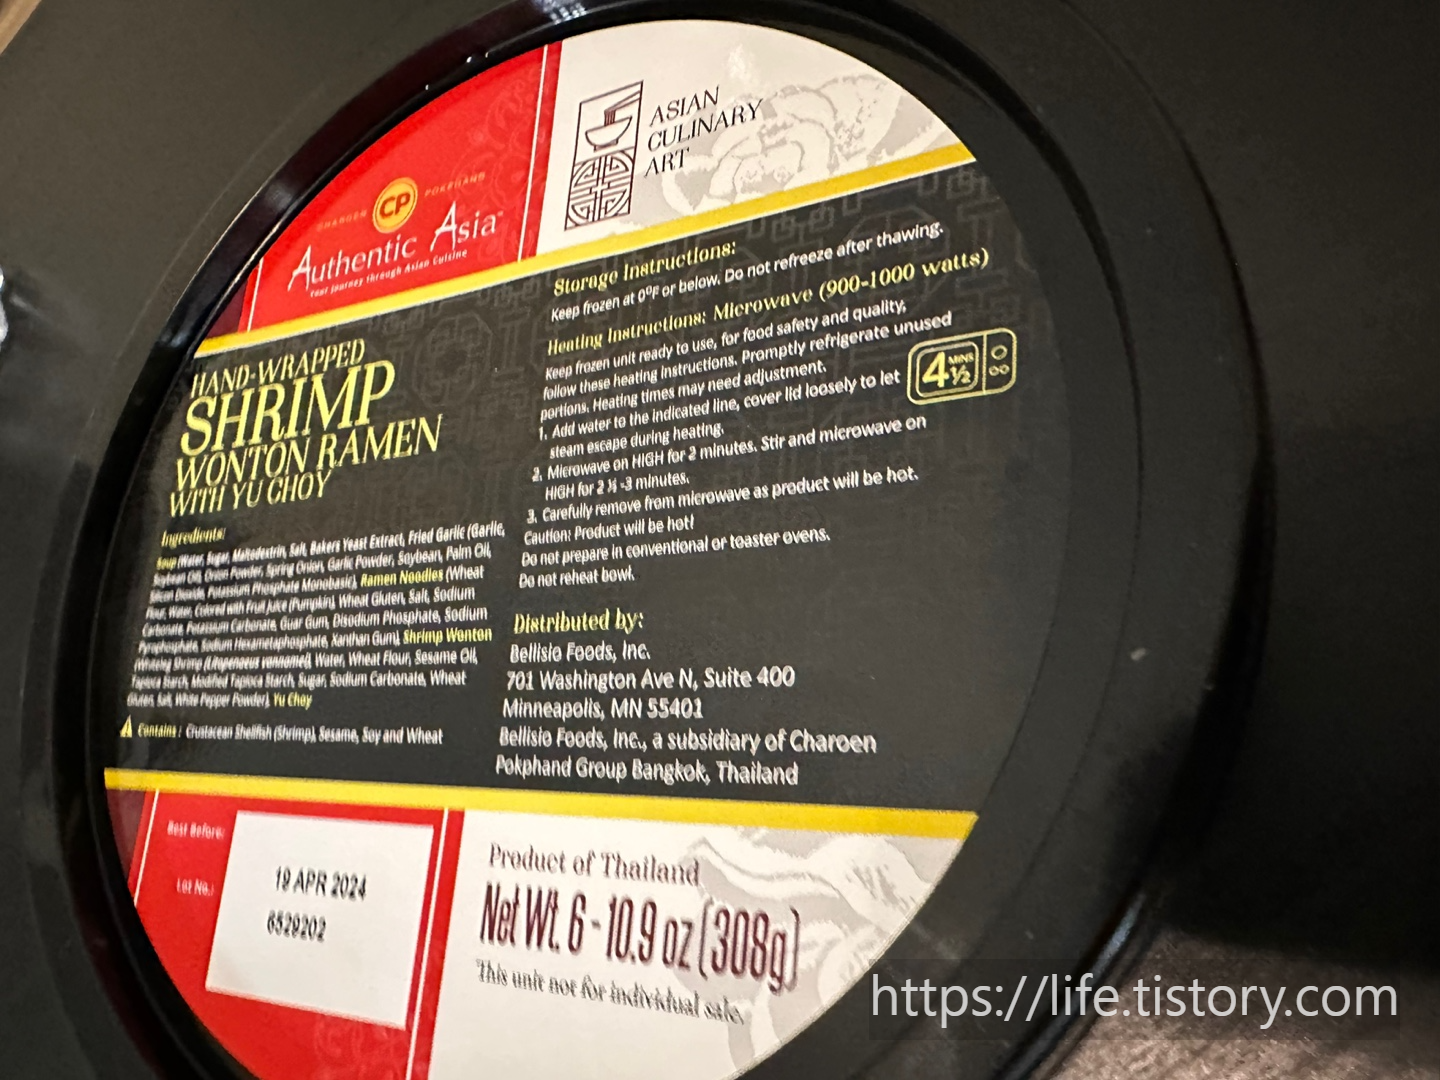 CHAROEN POKPHAND
CP
Authentic Asia™
Your Journey through Asian Cuisine
ASIAN
CULINARY
ART
HAND-WRAPPED
SHRIMP
WONTON RAMEN
WITH YU CHOY
Ingredients:
Soup (Water, Sugar, Maltodextrin, Salt, Bakers Yeast Extract, Fried Garlic (Garlic,
Soybean Oil), Onion Powder, Spring Onion, Garlic Powder, Soybean, Palm Oil,
Silicon Dioxide, Potassium Phosphate Monobasic), Ramen Noodles (Wheat
Flour, Water, Colored with Fruit Juice (Pumpkin), Wheat Gluten, Salt, Sodium
Carbonate, Potassium Carbonate, Guar Gum, Disodium Phosphate, Sodium
Pyrophosphate, Sodium Hexametaphosphate, Xanthan Gum), Shrimp Wonton
(Whiteleg Shrimp (Litopenaeus vannamei), Water, Wheat Flour, Sesame Oil,
Tapioca Starch, Modified Tapioca Starch, Sugar, Sodium Carbonate, Wheat
Gluten, Salt, White Pepper Powder), Yu Choy
Contains: Crustacean Shellfish (Shrimp), Sesame, Soy and Wheat
Storage Instructions:
Keep frozen at 0ºF or below. Do not refreeze after thawing.
Heating Instructions: Microwave (900-1000 watts)
Keep frozen unit ready to use, for food safety and quality,
follow these heating instructions. Promptly refrigerate unused
portions. Heating times may need adjustment.
1. Add water to the indicated line, cover lid loosely to let
steam escape during heating.
2. Microwave on HIGH for 2 minutes. Stir and microwave on
HIGH for 2 ½ -3 minutes.
3. Carefully remove from microwave as product will be hot.
Caution: Product will be hot!
Do not prepare in conventional or toaster ovens.
Do not reheat bowl.
4 ½ MINS
Distributed by:
Bellisio Foods, Inc.
701 Washington Ave N, Suite 400
Minneapolis, MN 55401
Bellisio Foods, Inc., a subsidiary of Charoen
Pokphand Group Bangkok, Thailand
Best Before:
19 APR 2024
Lot No.:
6529202
Product of Thailand
Net Wt. 6 - 10.9 oz (308g)
This unit not for individual sale.
https://life.tistory.com